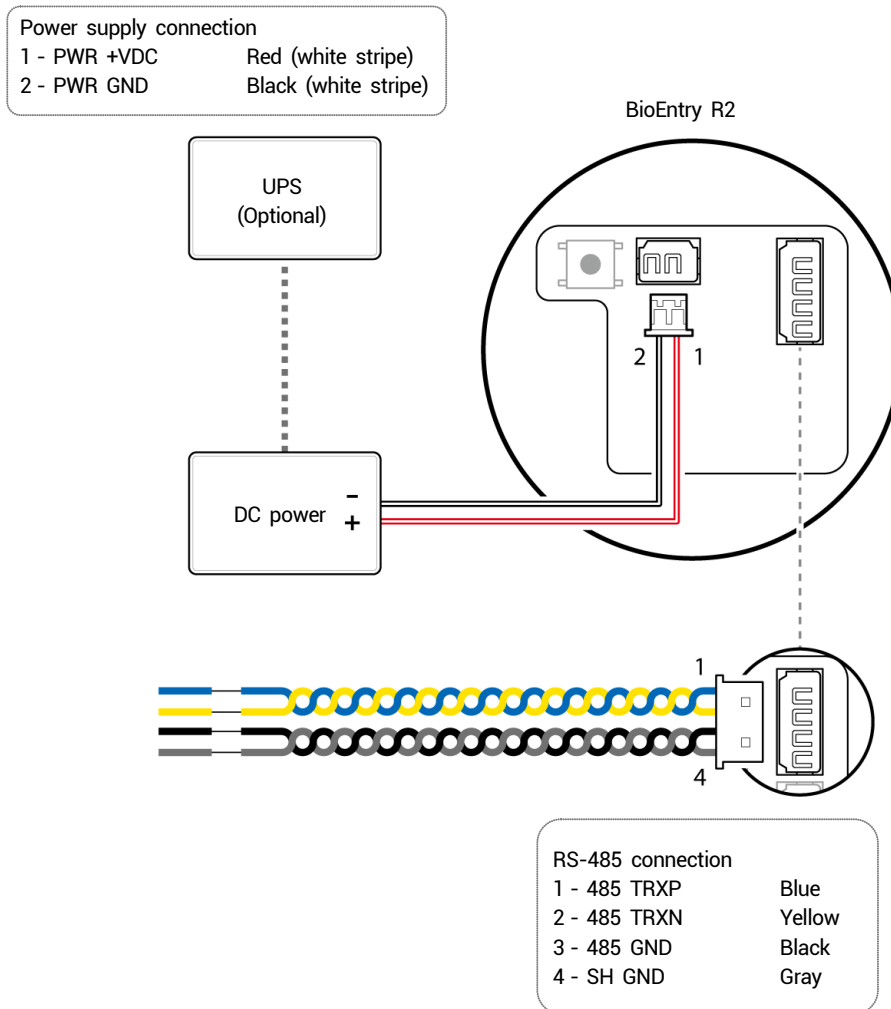 Power supply connection
1 - PWR +VDC Red (white stripe)
2 - PWR GND Black (white stripe)
BioEntry R2
UPS
(Optional)
2 1
DC power - +
1
4
RS-485 connection
1 - 485 TRXP Blue
2 - 485 TRXN Yellow
3 - 485 GND Black
4 - SH GND Gray